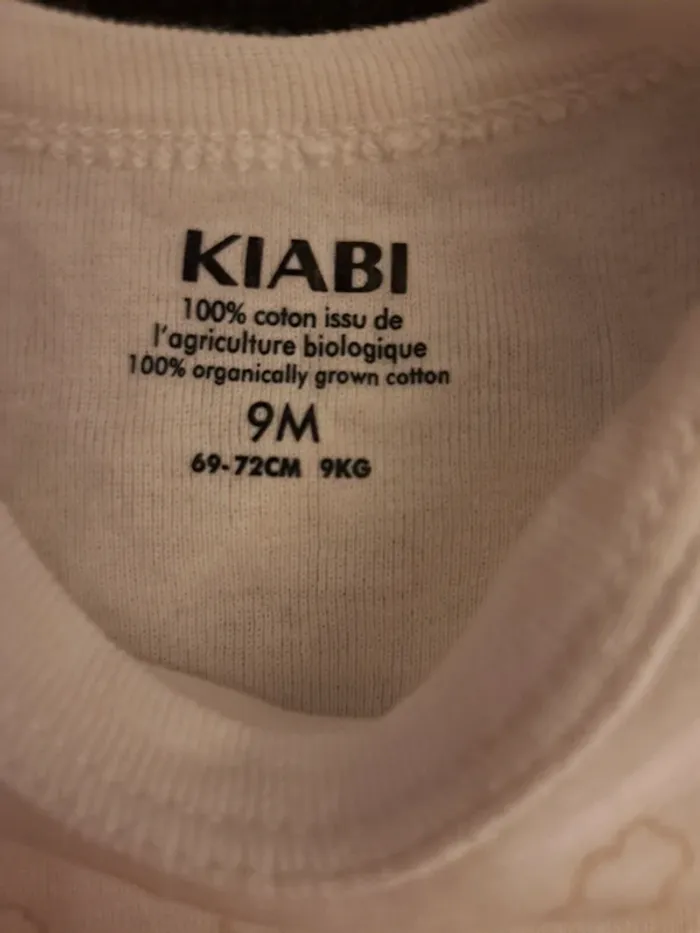 KIABI
100% coton issu de
l'agriculture biologique
100% organically grown cotton
9M
69-72CM 9KG